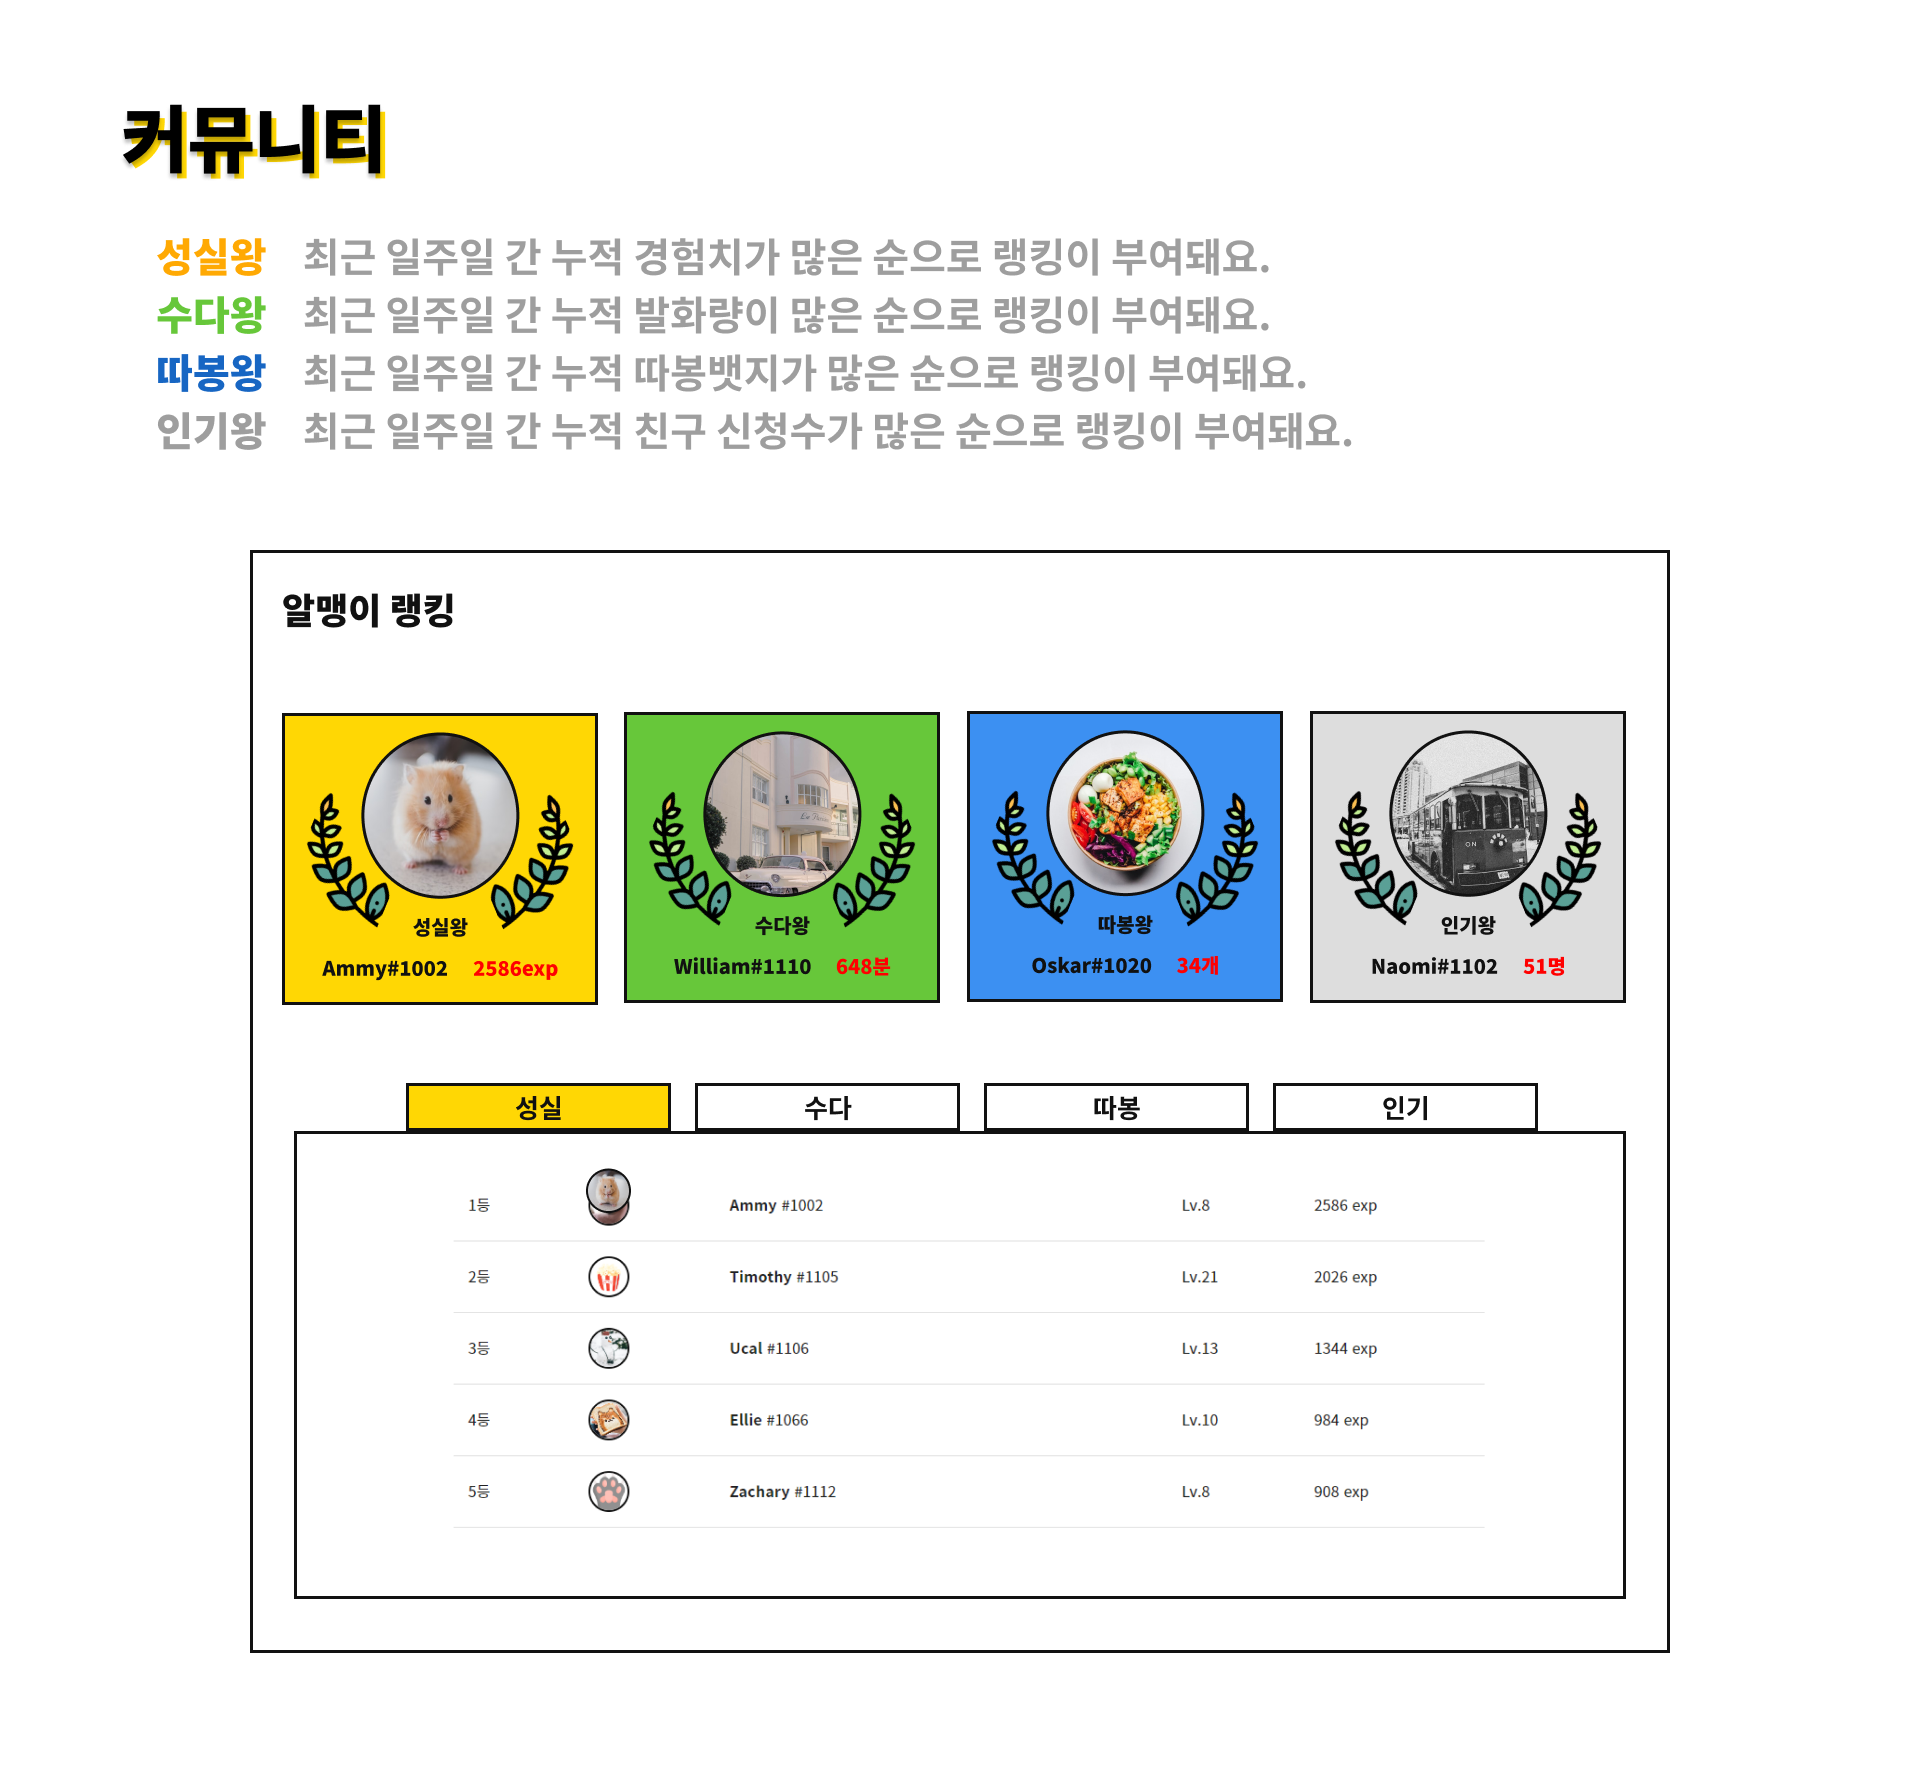 커뮤니티
성실왕 최근 일주일 간 누적 경험치가 많은 순으로 랭킹이 부여돼요.
수다왕 최근 일주일 간 누적 발화량이 많은 순으로 랭킹이 부여돼요.
따봉왕 최근 일주일 간 누적 따봉뱃지가 많은 순으로 랭킹이 부여돼요.
인기왕 최근 일주일 간 누적 친구 신청수가 많은 순으로 랭킹이 부여돼요.
알맹이 랭킹
성실왕
Ammy#1002 2586exp
수다왕
William#1110 648분
따봉왕
Oskar#1020 34개
ON
인기왕
Naomi#1102 51명
성실 수다 따봉 인기
1등 Ammy #1002 Lv.8 2586 exp
2등 Timothy #1105 Lv.21 2026 exp
3등 Ucal #1106 Lv.13 1344 exp
4등 Ellie #1066 Lv.10 984 exp
5등 Zachary #1112 Lv.8 908 exp